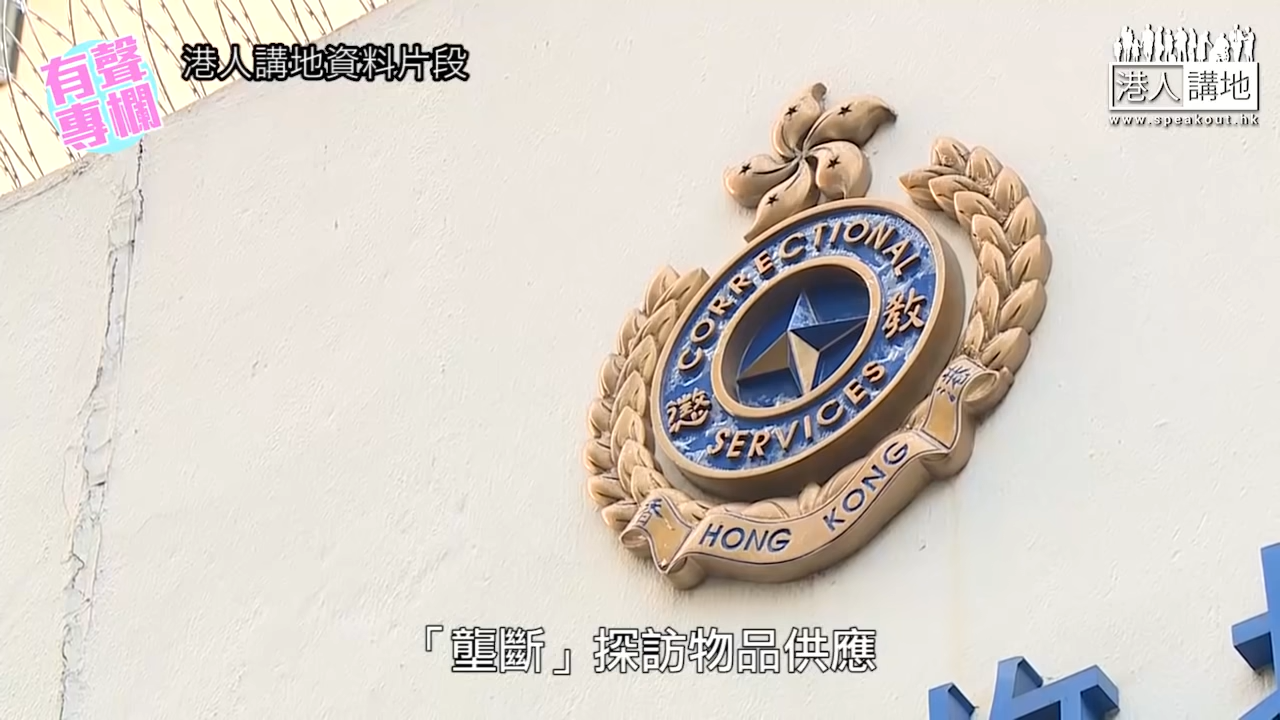 有聲
專欄
港人講地資料片段
港人講地
www.speakout.hk
CORRECTIONAL
懲教
SERVICES
香港
HONG KONG
「壟斷」探訪物品供應